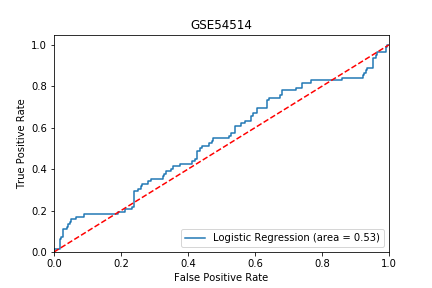 GSE54514
1.0
0.8
0.6
0.4
0.2
0.0
True Positive Rate
Logistic Regression (area = 0.53)
0.0 0.2 0.4 0.6 0.8 1.0
False Positive Rate